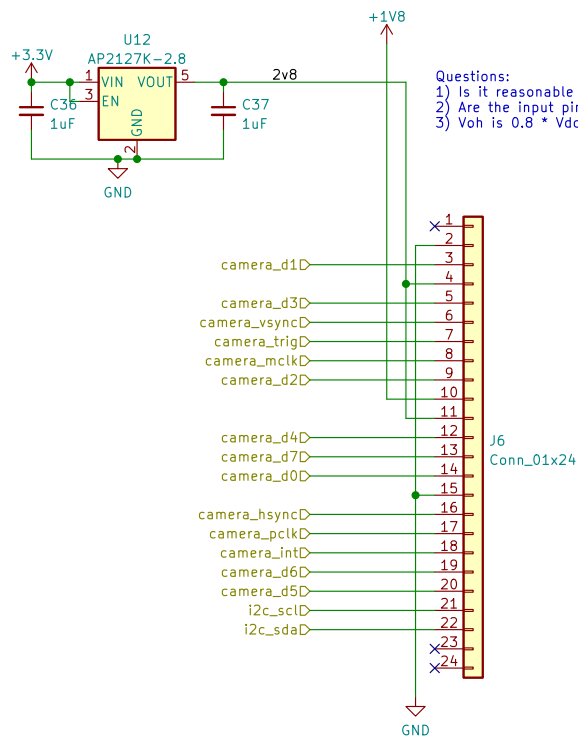 U12
AP2127K-2.8
+3.3V
1 VIN VOUT 5
3 EN
GND
2
C36
1uF
C37
1uF
GND
2v8
+1V8
Questions:
1) Is it reasonable
2) Are the input
3) Voh is 0.8 *
1
2
camera_d1 3
4
camera_d3 5
camera_vsync 6
camera_trig 7
camera_mclk 8
camera_d2 9
10
11
camera_d4 12
camera_d7 13
camera_d0 14
15
camera_hsync 16
camera_pclk 17
camera_int 18
camera_d6 19
camera_d5 20
i2c_scl 21
i2c_sda 22
23
24
J6
Conn_01x24
GND